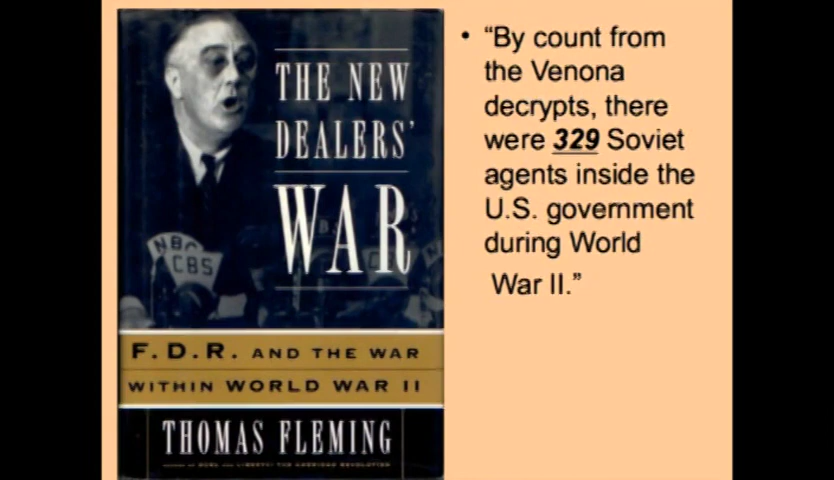 THE NEW
DEALERS'
WAR
NBC
CBS
F.D.R. AND THE WAR
WITHIN WORLD WAR II
THOMAS FLEMING
• “By count from
the Venona
decrypts, there
were 329 Soviet
agents inside the
U.S. government
during World
War II.”